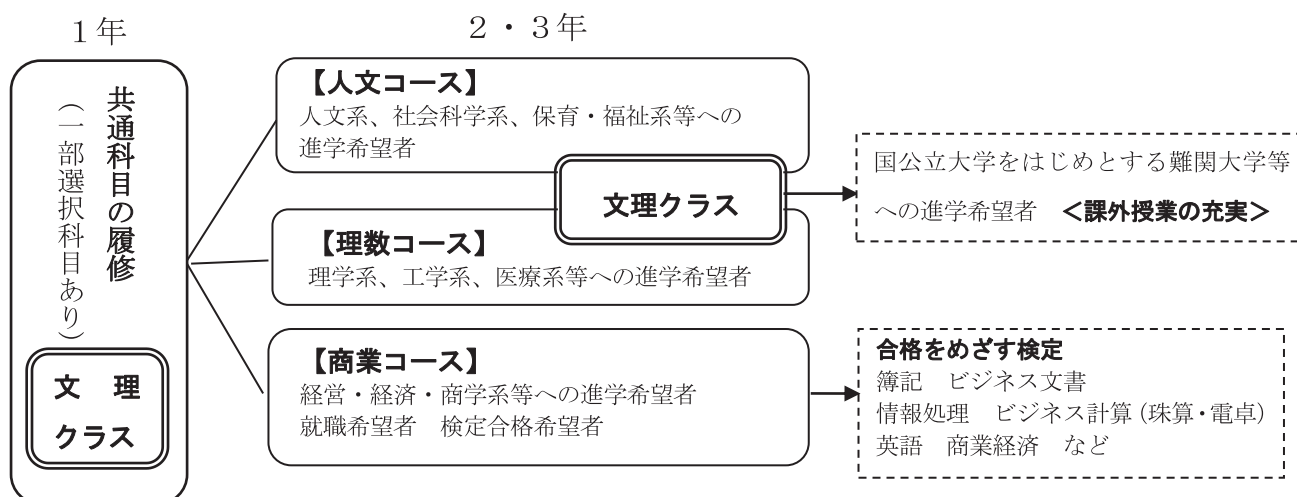 １年
２・３年
共通科目の履修
（一部選択科目あり）
文　理
クラス
【人文コース】
人文系、社会科学系、保育・福祉系等への
進学希望者
文理クラス
【理数コース】
理学系、工学系、医療系等への進学希望者
【商業コース】
経営・経済・商学系等への進学希望者
就職希望者　検定合格希望者
国公立大学をはじめとする難関大学等
への進学希望者　＜課外授業の充実＞
合格をめざす検定
簿記　ビジネス文書
情報処理　ビジネス計算（珠算・電卓）
英語　商業経済　など